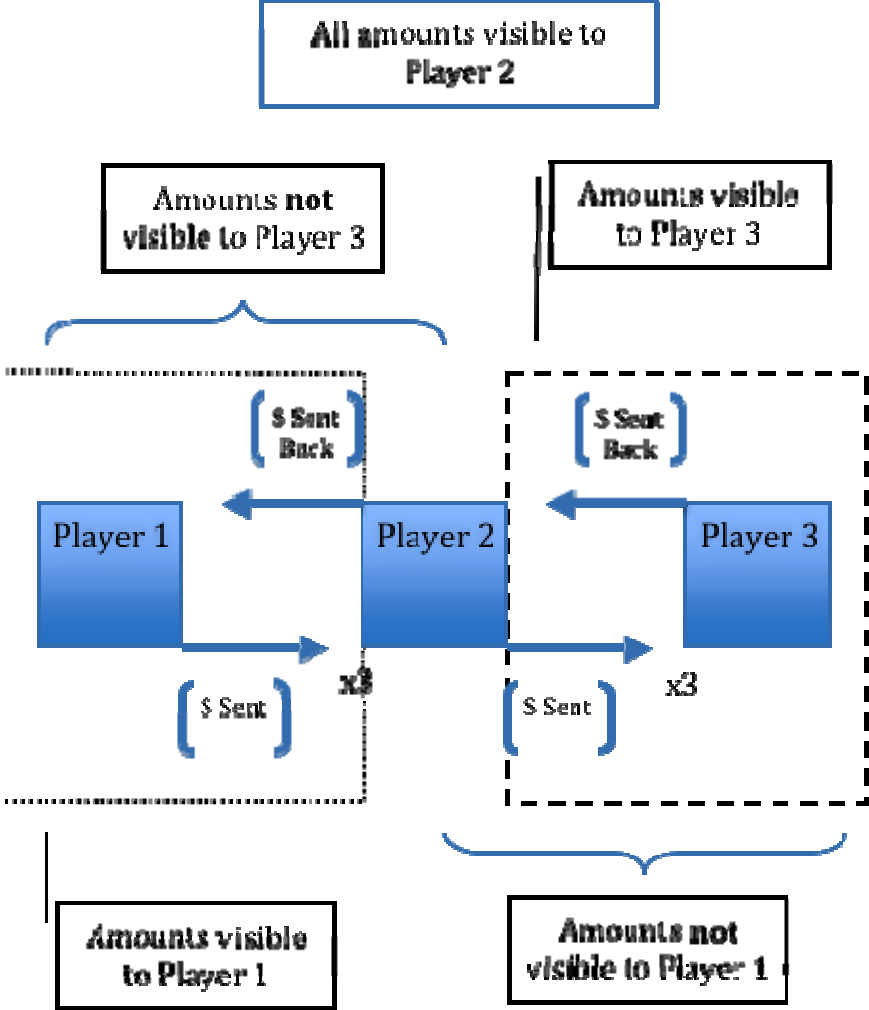 All amounts visible to
Player 2
Amounts not
visible to Player 3
Amounts visible
to Player 3
$ Sent
Back
$ Sent
Back
Player 1
Player 2
Player 3
$ Sent
x3
$ Sent
x3
Amounts visible
to Player 1
Amounts not
visible to Player 1